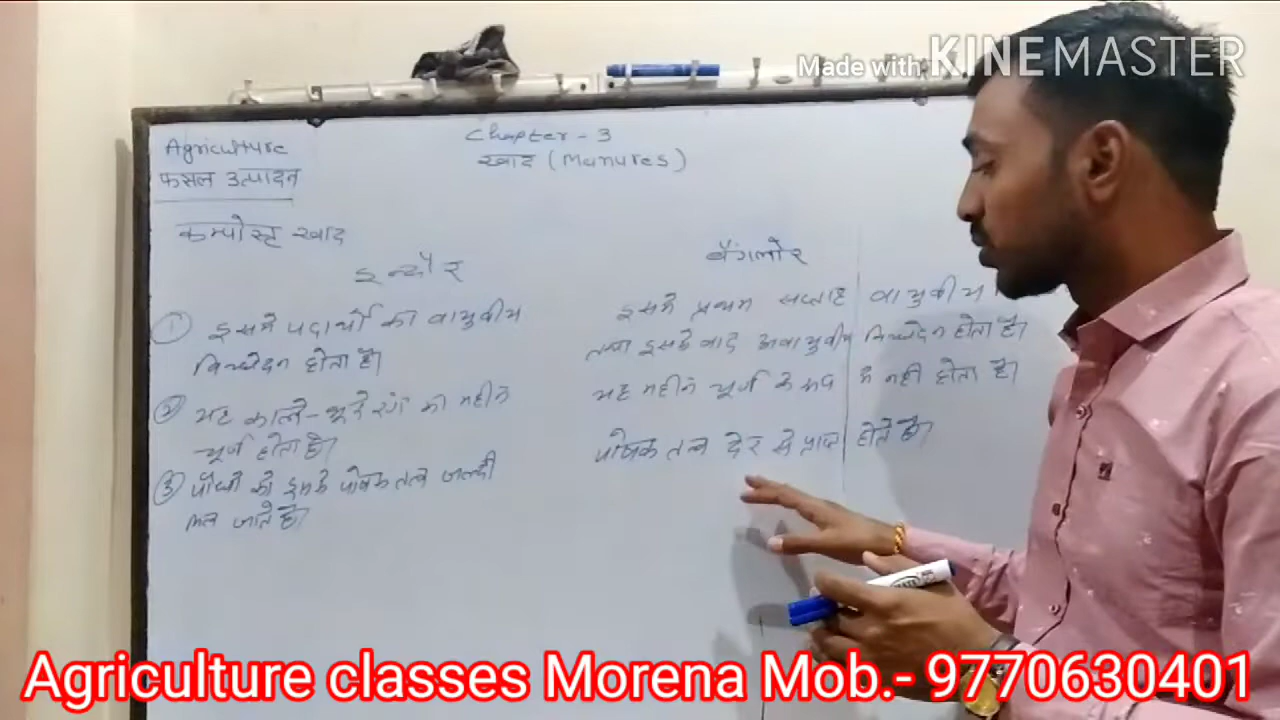 Made with KINEMASTER
Agriculture
फसल उत्पादन
Chapter - 3
खाद (Manures)
कम्पोस्ट खाद
इन्दौर
① इसमे पदार्थो का वायुवीय
विच्छेदन होता है।
② यह काले-भूरे रंग का महीन
चूर्ण होता है।
③ पौधो को इसके पोषक तत्व जल्दी
मिल जाते है।
बैंगलोर
इसमे प्रथम सप्ताह वायुवीय
तथा इसके बाद अवायुवीय विच्छेदन होता है।
यह महीन चूर्ण के रूप मे नही होता है।
पोषक तत्व देर से प्राप्त होते है।
Agriculture classes Morena Mob.- 9770630401